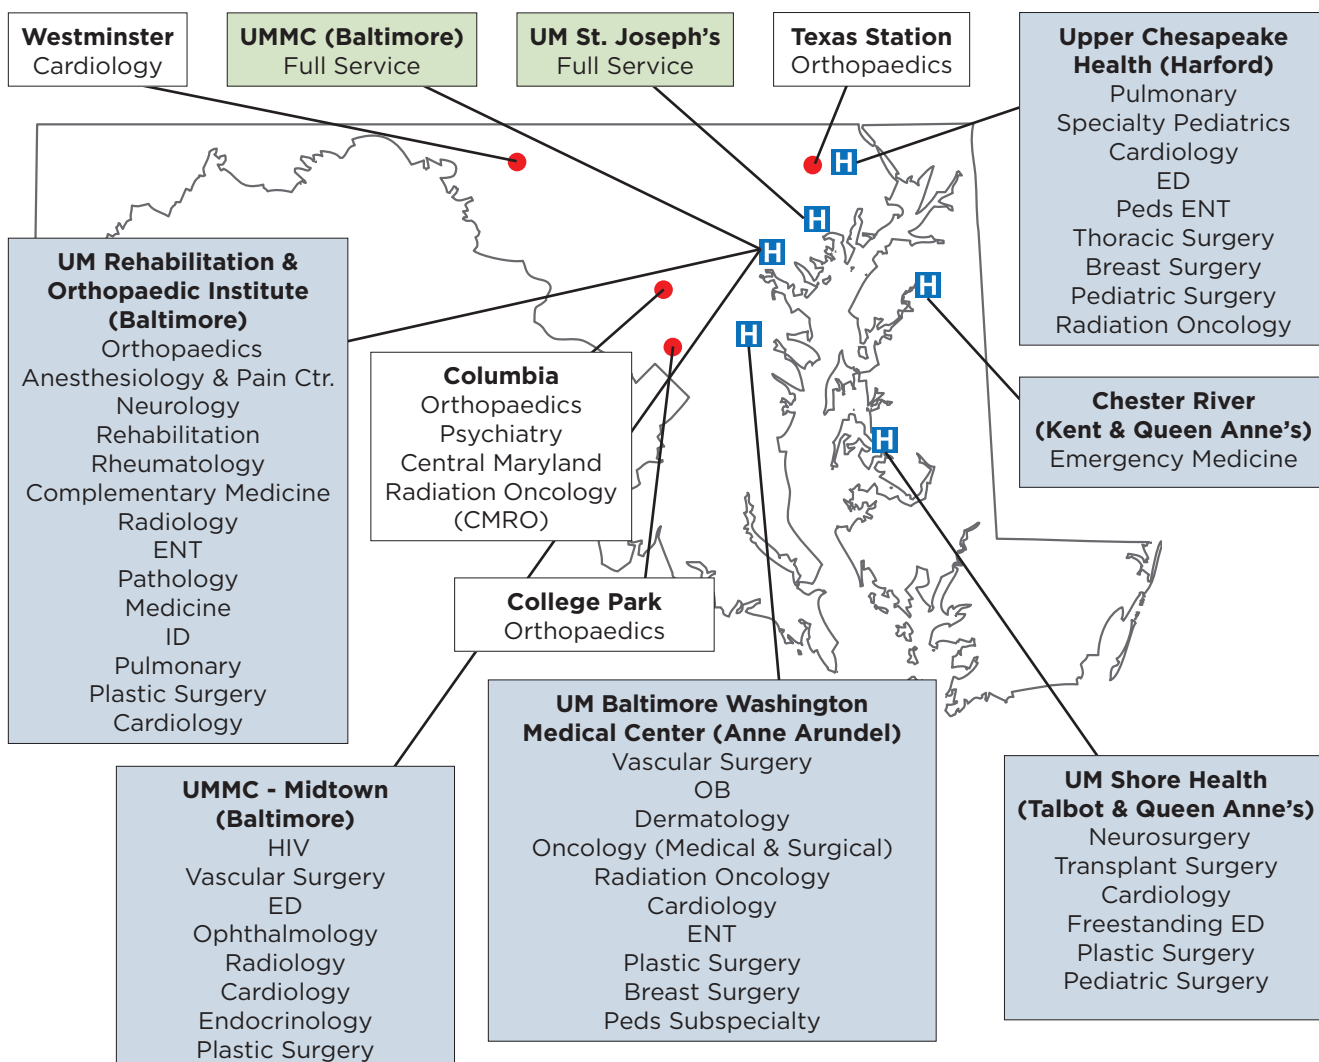 Westminster
Cardiology
UMMC (Baltimore)
Full Service
UM St. Joseph's
Full Service
Texas Station
Orthopaedics
Upper Chesapeake
Health (Harford)
Pulmonary
Specialty Pediatrics
Cardiology
ED
Peds ENT
Thoracic Surgery
Breast Surgery
Pediatric Surgery
Radiation Oncology
H
H
H
H
H
H
UM Rehabilitation &
Orthopaedic Institute
(Baltimore)
Orthopaedics
Anesthesiology & Pain Ctr.
Neurology
Rehabilitation
Rheumatology
Complementary Medicine
Radiology
ENT
Pathology
Medicine
ID
Pulmonary
Plastic Surgery
Cardiology
Columbia
Orthopaedics
Psychiatry
Central Maryland
Radiation Oncology
(CMRO)
Chester River
(Kent & Queen Anne's)
Emergency Medicine
College Park
Orthopaedics
UMMC - Midtown
(Baltimore)
HIV
Vascular Surgery
ED
Ophthalmology
Radiology
Cardiology
Endocrinology
Plastic Surgery
UM Baltimore Washington
Medical Center (Anne Arundel)
Vascular Surgery
OB
Dermatology
Oncology (Medical & Surgical)
Radiation Oncology
Cardiology
ENT
Plastic Surgery
Breast Surgery
Peds Subspecialty
UM Shore Health
(Talbot & Queen Anne's)
Neurosurgery
Transplant Surgery
Cardiology
Freestanding ED
Plastic Surgery
Pediatric Surgery